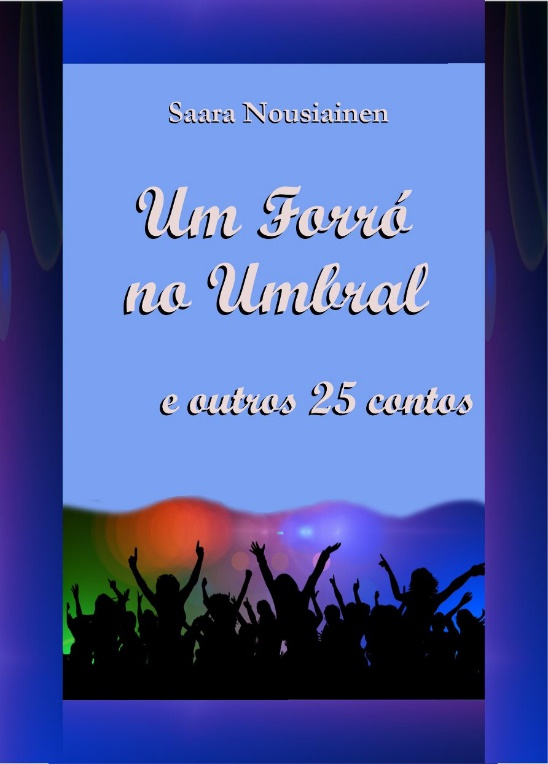 Saara Nousiainen
Um Forró
no Umbral
e outros 25 contos